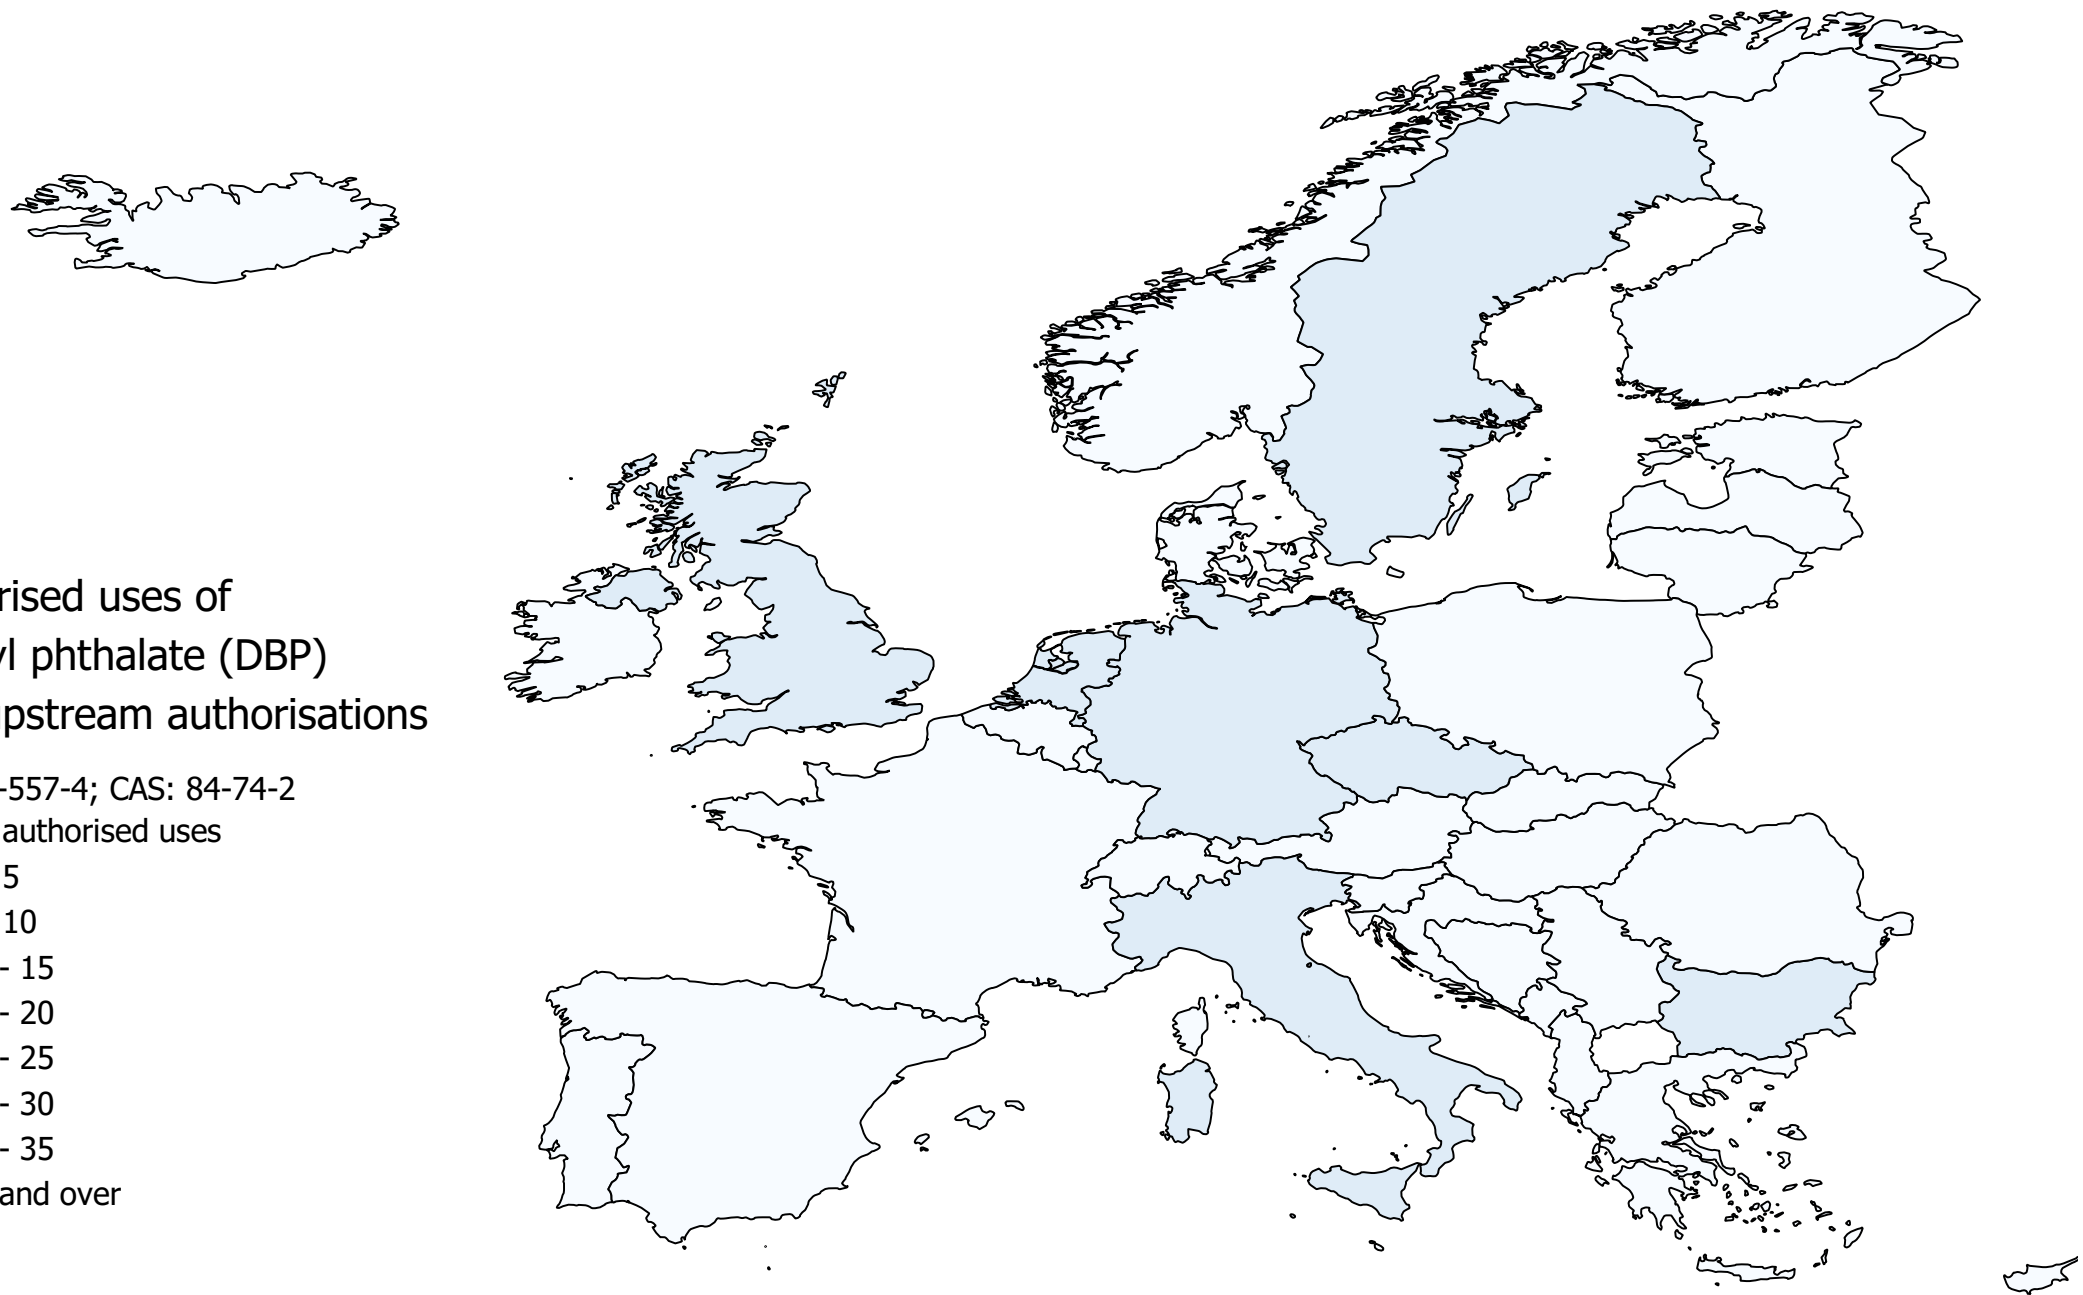 rised uses of
yl phthalate (DBP)
upstream authorisations
-557-4; CAS: 84-74-2
authorised uses
5
10
- 15
- 20
- 25
- 30
- 35
and over